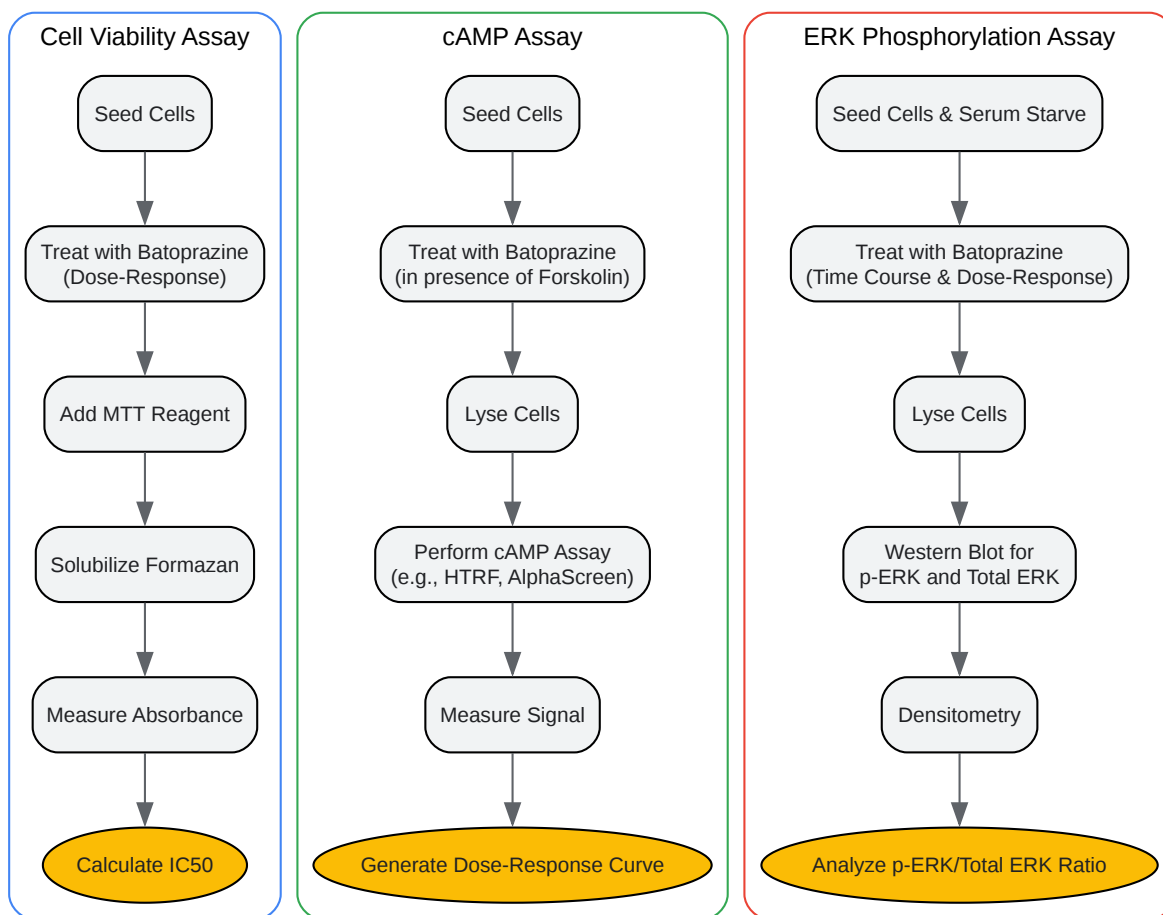 Cell Viability Assay
Seed Cells
Treat with Batoprazine
(Dose-Response)
Add MTT Reagent
Solubilize Formazan
Measure Absorbance
Calculate IC50
cAMP Assay
Seed Cells
Treat with Batoprazine
(in presence of Forskolin)
Lyse Cells
Perform cAMP Assay
(e.g., HTRF, AlphaScreen)
Measure Signal
Generate Dose-Response Curve
ERK Phosphorylation Assay
Seed Cells & Serum Starve
Treat with Batoprazine
(Time Course & Dose-Response)
Lyse Cells
Western Blot for
p-ERK and Total ERK
Densitometry
Analyze p-ERK/Total ERK Ratio